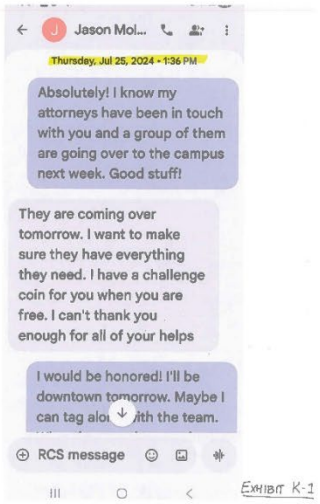 Jason Mol...
Thursday, Jul 25, 2024 • 1:36 PM
Absolutely! I know my
attorneys have been in touch
with you and a group of them
are going over to the campus
next week. Good stuff!
They are coming over
tomorrow. I want to make
sure they have everything
they need. I have a challenge
coin for you when you are
free. I can't thank you
enough for all of your helps
I would be honored! I'll be
downtown tomorrow. Maybe I
can tag with the team.
RCS message
EXHIBIT K-1